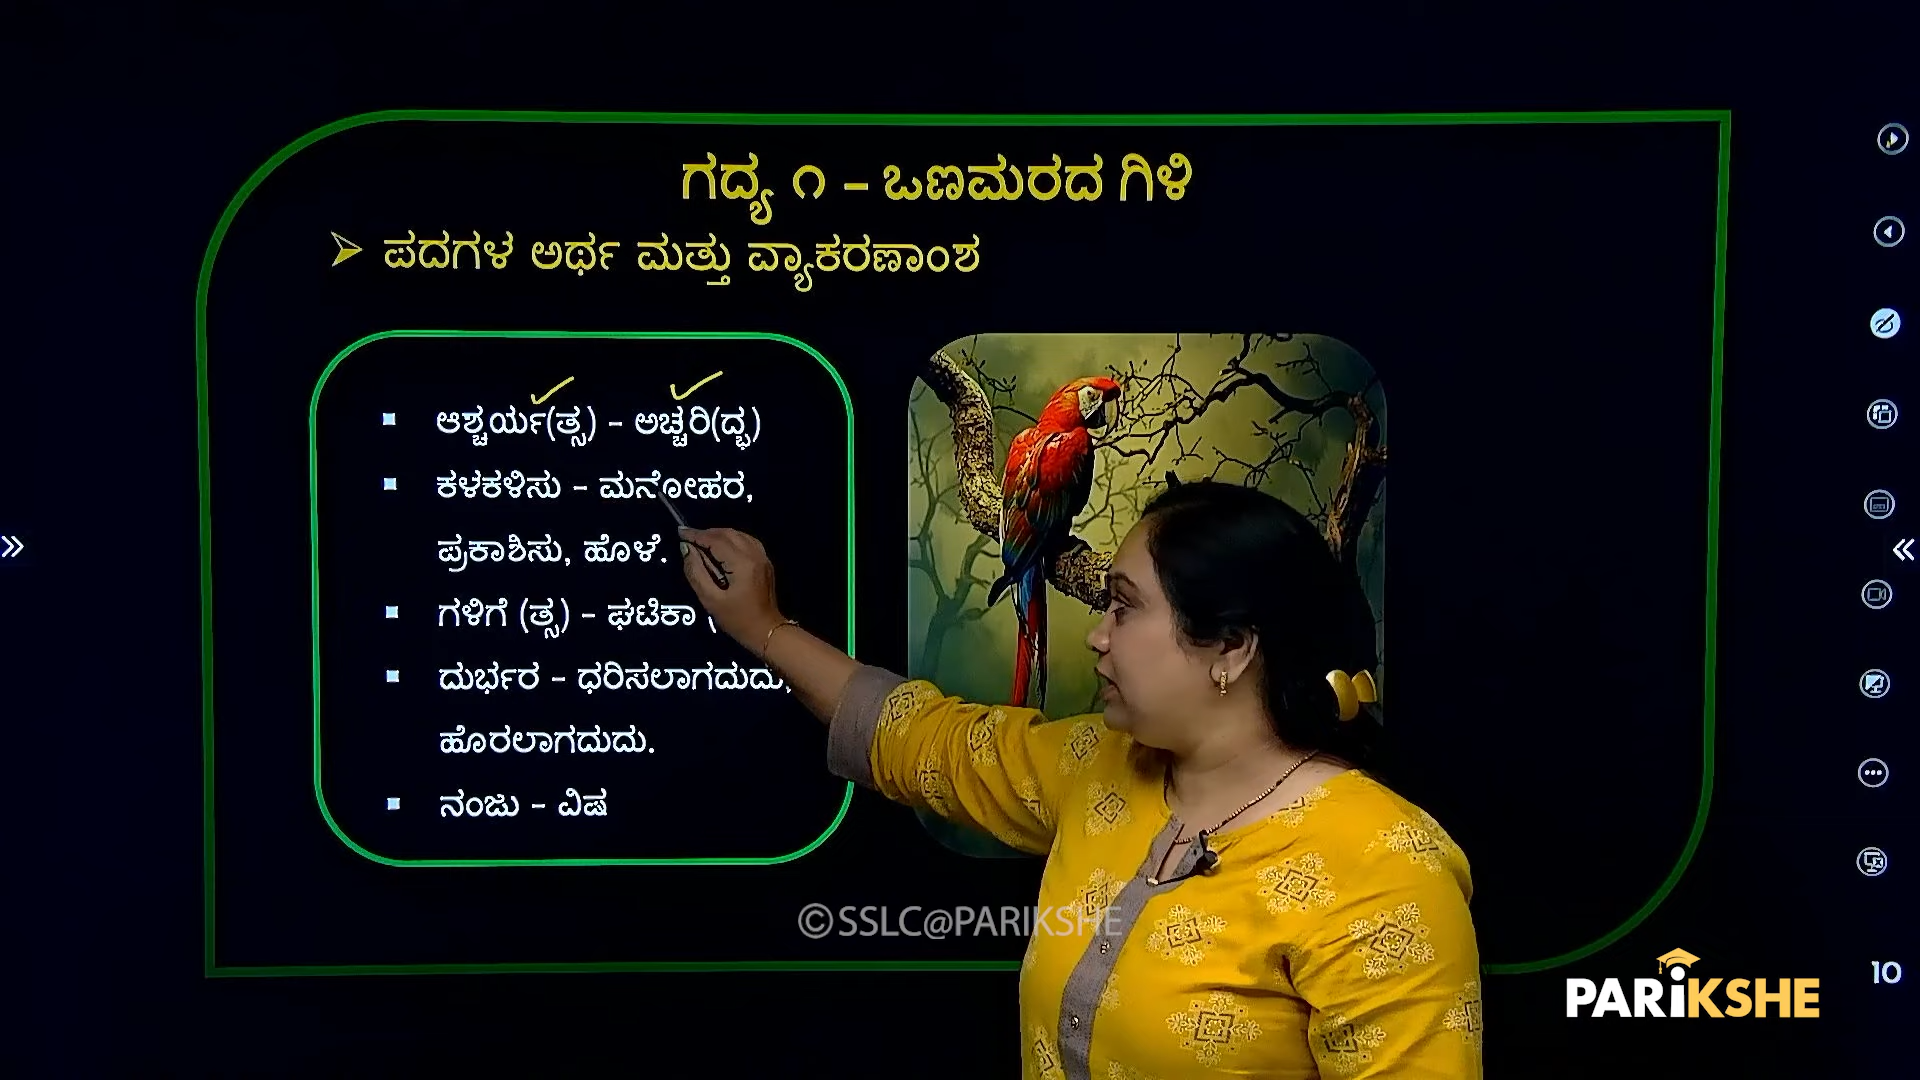 ಗದ್ಯ ೧ – ಒಣಮರದ ಗಿಳಿ
ಪದಗಳ ಅರ್ಥ ಮತ್ತು ವ್ಯಾಕರಣಾಂಶ
ಆಶ್ಚರ್ಯ(ತ್ಸ) – ಅಚ್ಚರಿ(ದ್ಭ)
ಕಳಕಳಿಸು – ಮನೋಹರ,
ಪ್ರಕಾಶಿಸು, ಹೊಳೆ.
ಗಳಿಗೆ (ತ್ಸ) – ಘಟಿಕಾ (
ದುರ್ಭರ – ಧರಿಸಲಾಗದುದು,
ಹೊರಲಾಗದುದು.
ನಂಜು – ವಿಷ
©SSLC@PARIKSHE
PARiKSHE
10